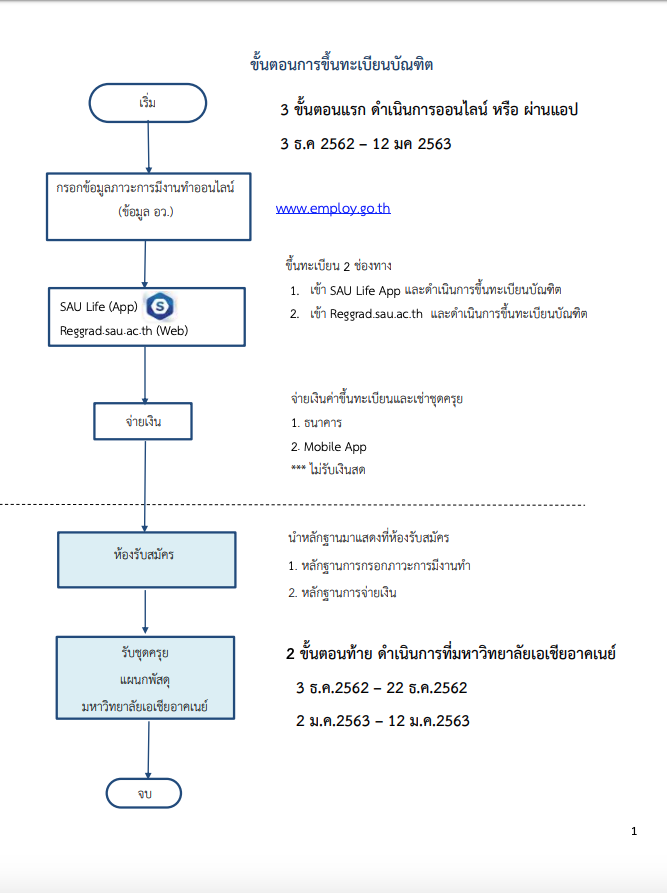 ขั้นตอนการขึ้นทะเบียนบัณฑิต
เริ่ม
3 ขั้นตอนแรก ดำเนินการออนไลน์ หรือ ผ่านแอป
3 ธ.ค 2562 – 12 มค 2563
กรอกข้อมูลภาวะการมีงานทำออนไลน์
(ข้อมูล อว.)
www.employ.go.th
ขึ้นทะเบียน 2 ช่องทาง
1. เข้า SAU Life App และดำเนินการขึ้นทะเบียนบัณฑิต
2. เข้า Reggrad.sau.ac.th และดำเนินการขึ้นทะเบียนบัณฑิต
SAU Life (App) S
Reggrad.sau.ac.th (Web)
จ่ายเงินค่าขึ้นทะเบียนและเช่าชุดครุย
1. ธนาคาร
2. Mobile App
*** ไม่รับเงินสด
จ่ายเงิน
นำหลักฐานมาแสดงที่ห้องรับสมัคร
1. หลักฐานการกรอกภาวะการมีงานทำ
2. หลักฐานการจ่ายเงิน
ห้องรับสมัคร
รับชุดครุย
แผนกพัสดุ
มหาวิทยาลัยเอเชียอาคเนย์
2 ขั้นตอนท้าย ดำเนินการที่มหาวิทยาลัยเอเชียอาคเนย์
3 ธ.ค.2562 – 22 ธ.ค.2562
2 ม.ค.2563 – 12 ม.ค.2563
จบ
1